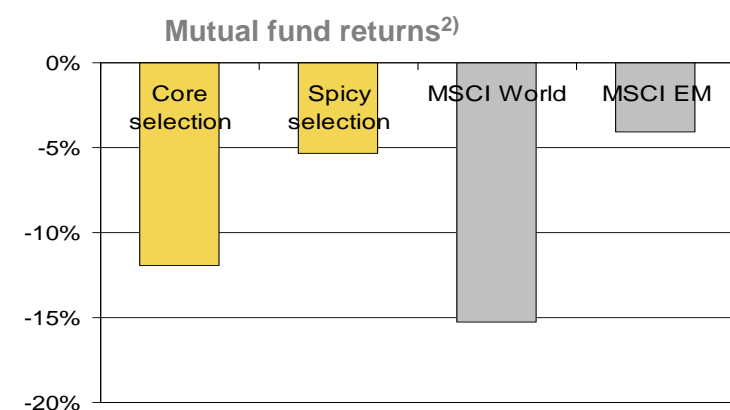 Mutual fund returns2)
0%
Core selection
Spicy selection
MSCI World
MSCI EM
-5%
-10%
-15%
-20%